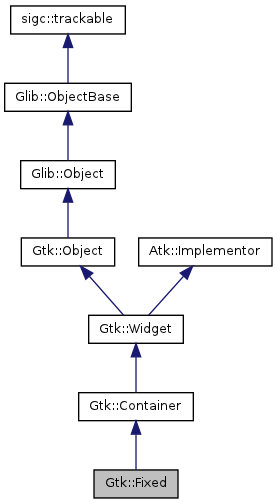 sigc::trackable
Glib::ObjectBase
Glib::Object
Gtk::Object
Atk::Implementor
Gtk::Widget
Gtk::Container
Gtk::Fixed